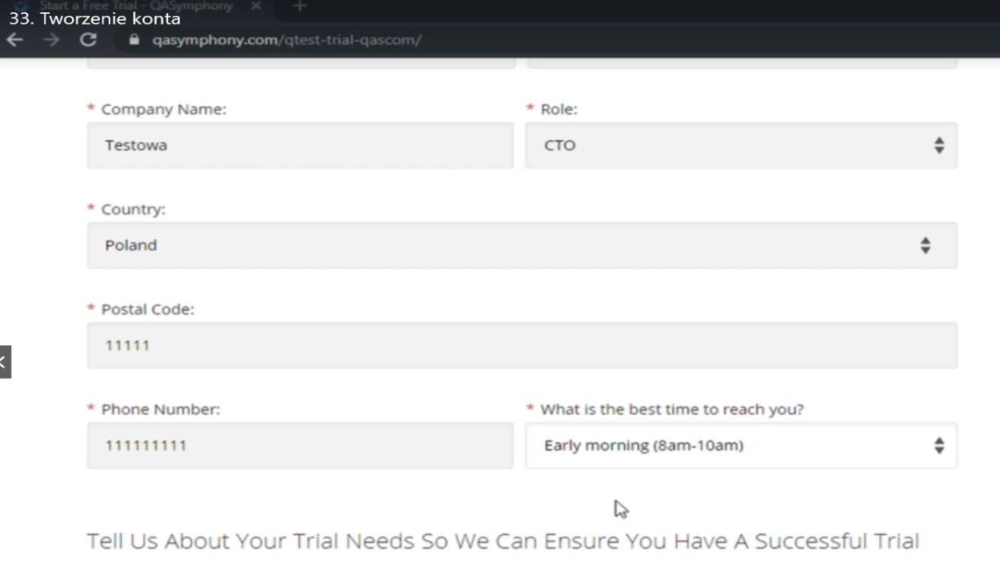 Start a Free Trial - QASymphony
33. Tworzenie konta
qasymphony.com/qtest-trial-qascom/
* Company Name:
* Role:
Testowa
CTO
* Country:
Poland
* Postal Code:
11111
* Phone Number:
* What is the best time to reach you?
111111111
Early morning (8am-10am)
Tell Us About Your Trial Needs So We Can Ensure You Have A Successful Trial